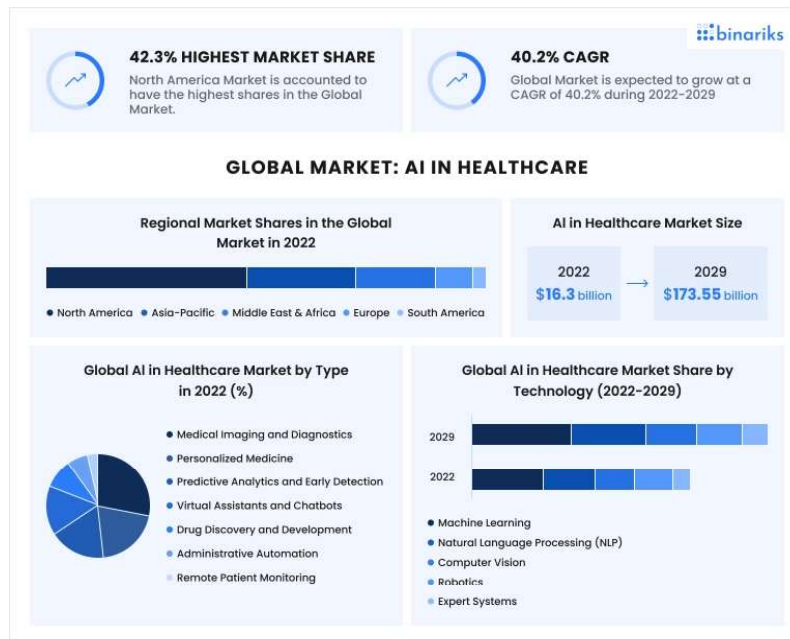 binariks
42.3% HIGHEST MARKET SHARE
North America Market is accounted to
have the highest shares in the Global
Market.
40.2% CAGR
Global Market is expected to grow at a
CAGR of 40.2% during 2022-2029
GLOBAL MARKET: AI IN HEALTHCARE
Regional Market Shares in the Global
Market in 2022
North America
Asia-Pacific
Middle East & Africa
Europe
South America
AI in Healthcare Market Size
2022
$16.3 billion
2029
$173.55 billion
Global AI in Healthcare Market by Type
in 2022 (%)
Medical Imaging and Diagnostics
Personalized Medicine
Predictive Analytics and Early Detection
Virtual Assistants and Chatbots
Drug Discovery and Development
Administrative Automation
Remote Patient Monitoring
Global AI in Healthcare Market Share by
Technology (2022-2029)
2029
2022
Machine Learning
Natural Language Processing (NLP)
Computer Vision
Robotics
Expert Systems